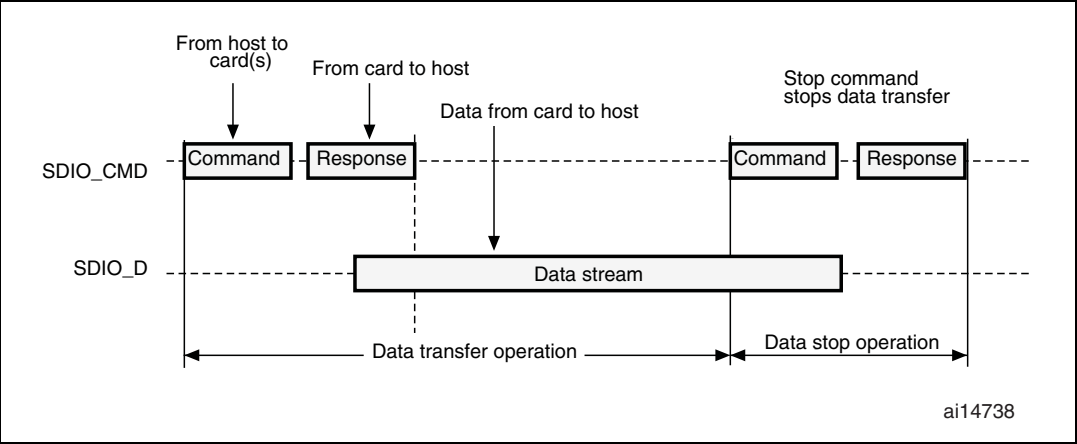 From host to
card(s)
From card to host
Data from card to host
Stop command
stops data transfer
SDIO_CMD
Command
Response
Command
Response
SDIO_D
Data stream
Data transfer operation
Data stop operation
ai14738